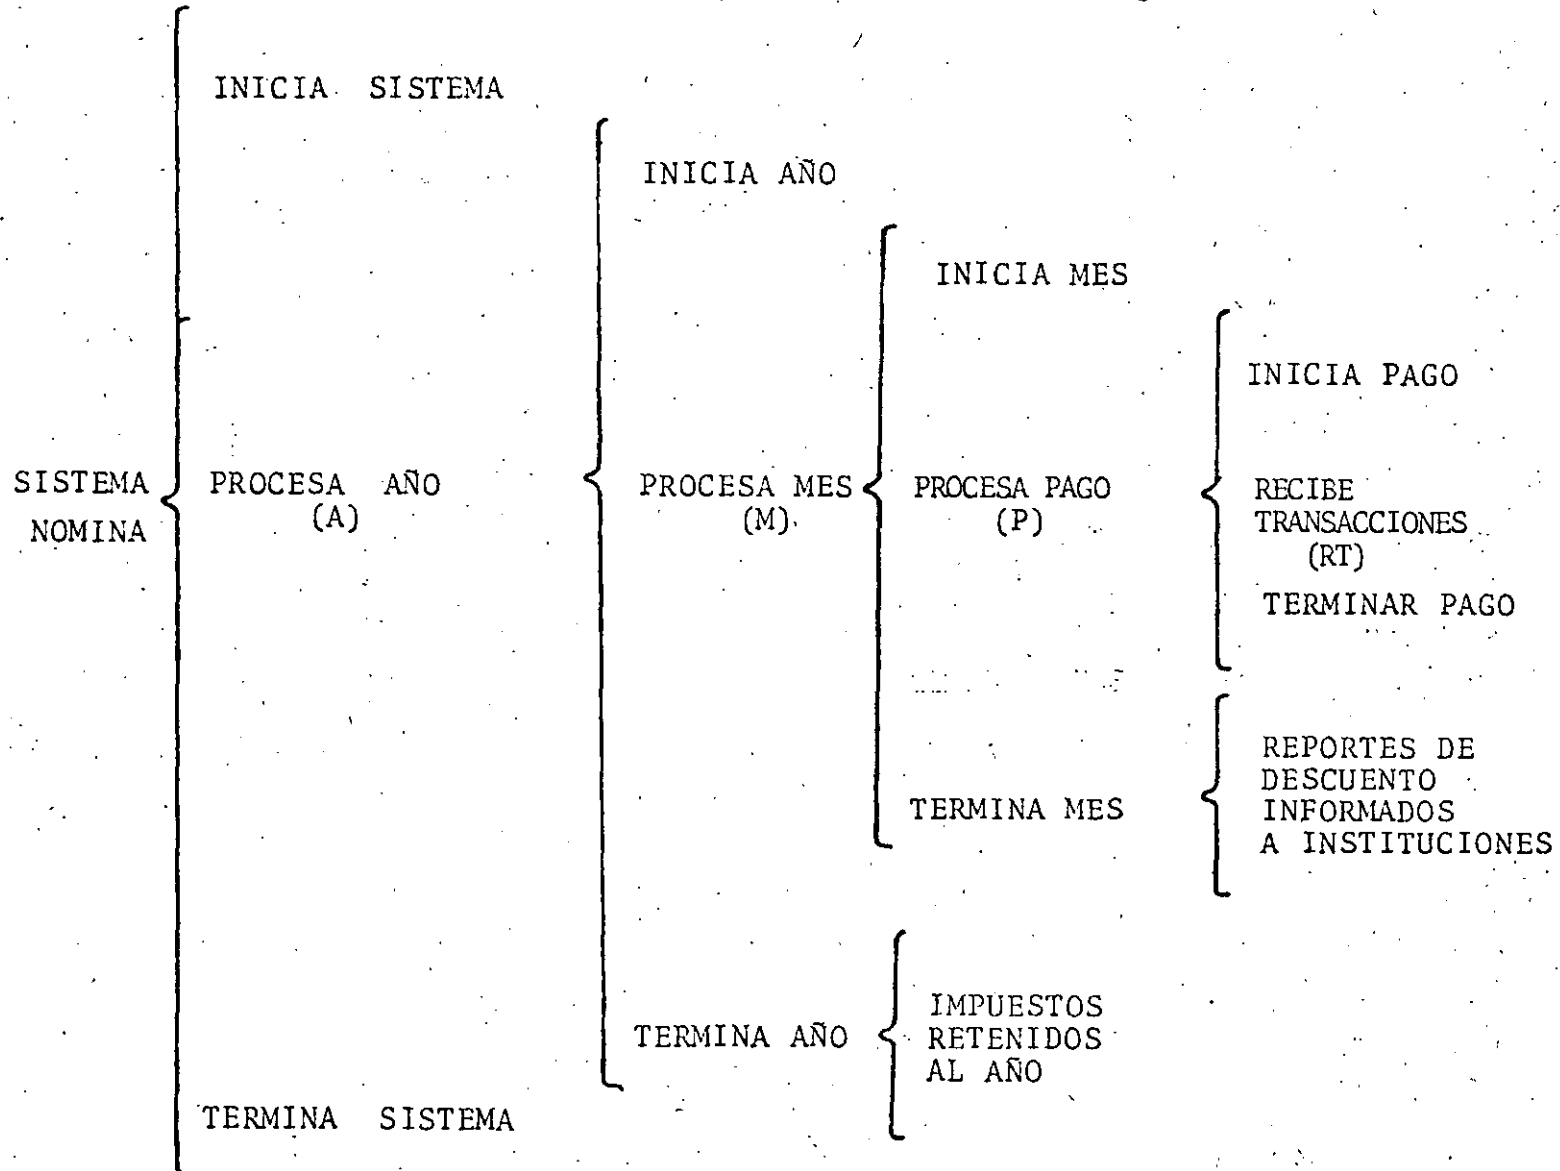 INICIA SISTEMA
INICIA AÑO
INICIA MES
INICIA PAGO
SISTEMA
NOMINA
PROCESA AÑO
(A)
PROCESA MES
(M)
PROCESA PAGO
(P)
RECIBE
TRANSACCIONES
(RT)
TERMINAR PAGO
TERMINA MES
REPORTES DE
DESCUENTO
INFORMADOS
A INSTITUCIONES
TERMINA AÑO
IMPUESTOS
RETENIDOS
AL AÑO
TERMINA SISTEMA